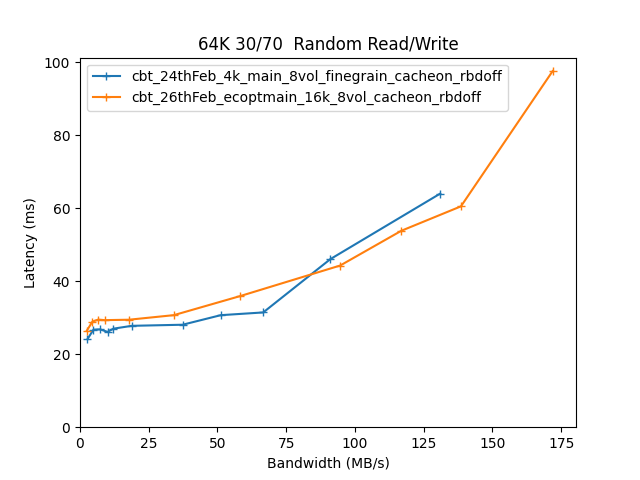 64K 30/70  Random Read/Write
cbt_24thFeb_4k_main_8vol_finegrain_cacheon_rbdoff
cbt_26thFeb_ecoptmain_16k_8vol_cacheon_rbdoff
Latency (ms)
100
80
60
40
20
0
0 25 50 75 100 125 150 175
Bandwidth (MB/s)